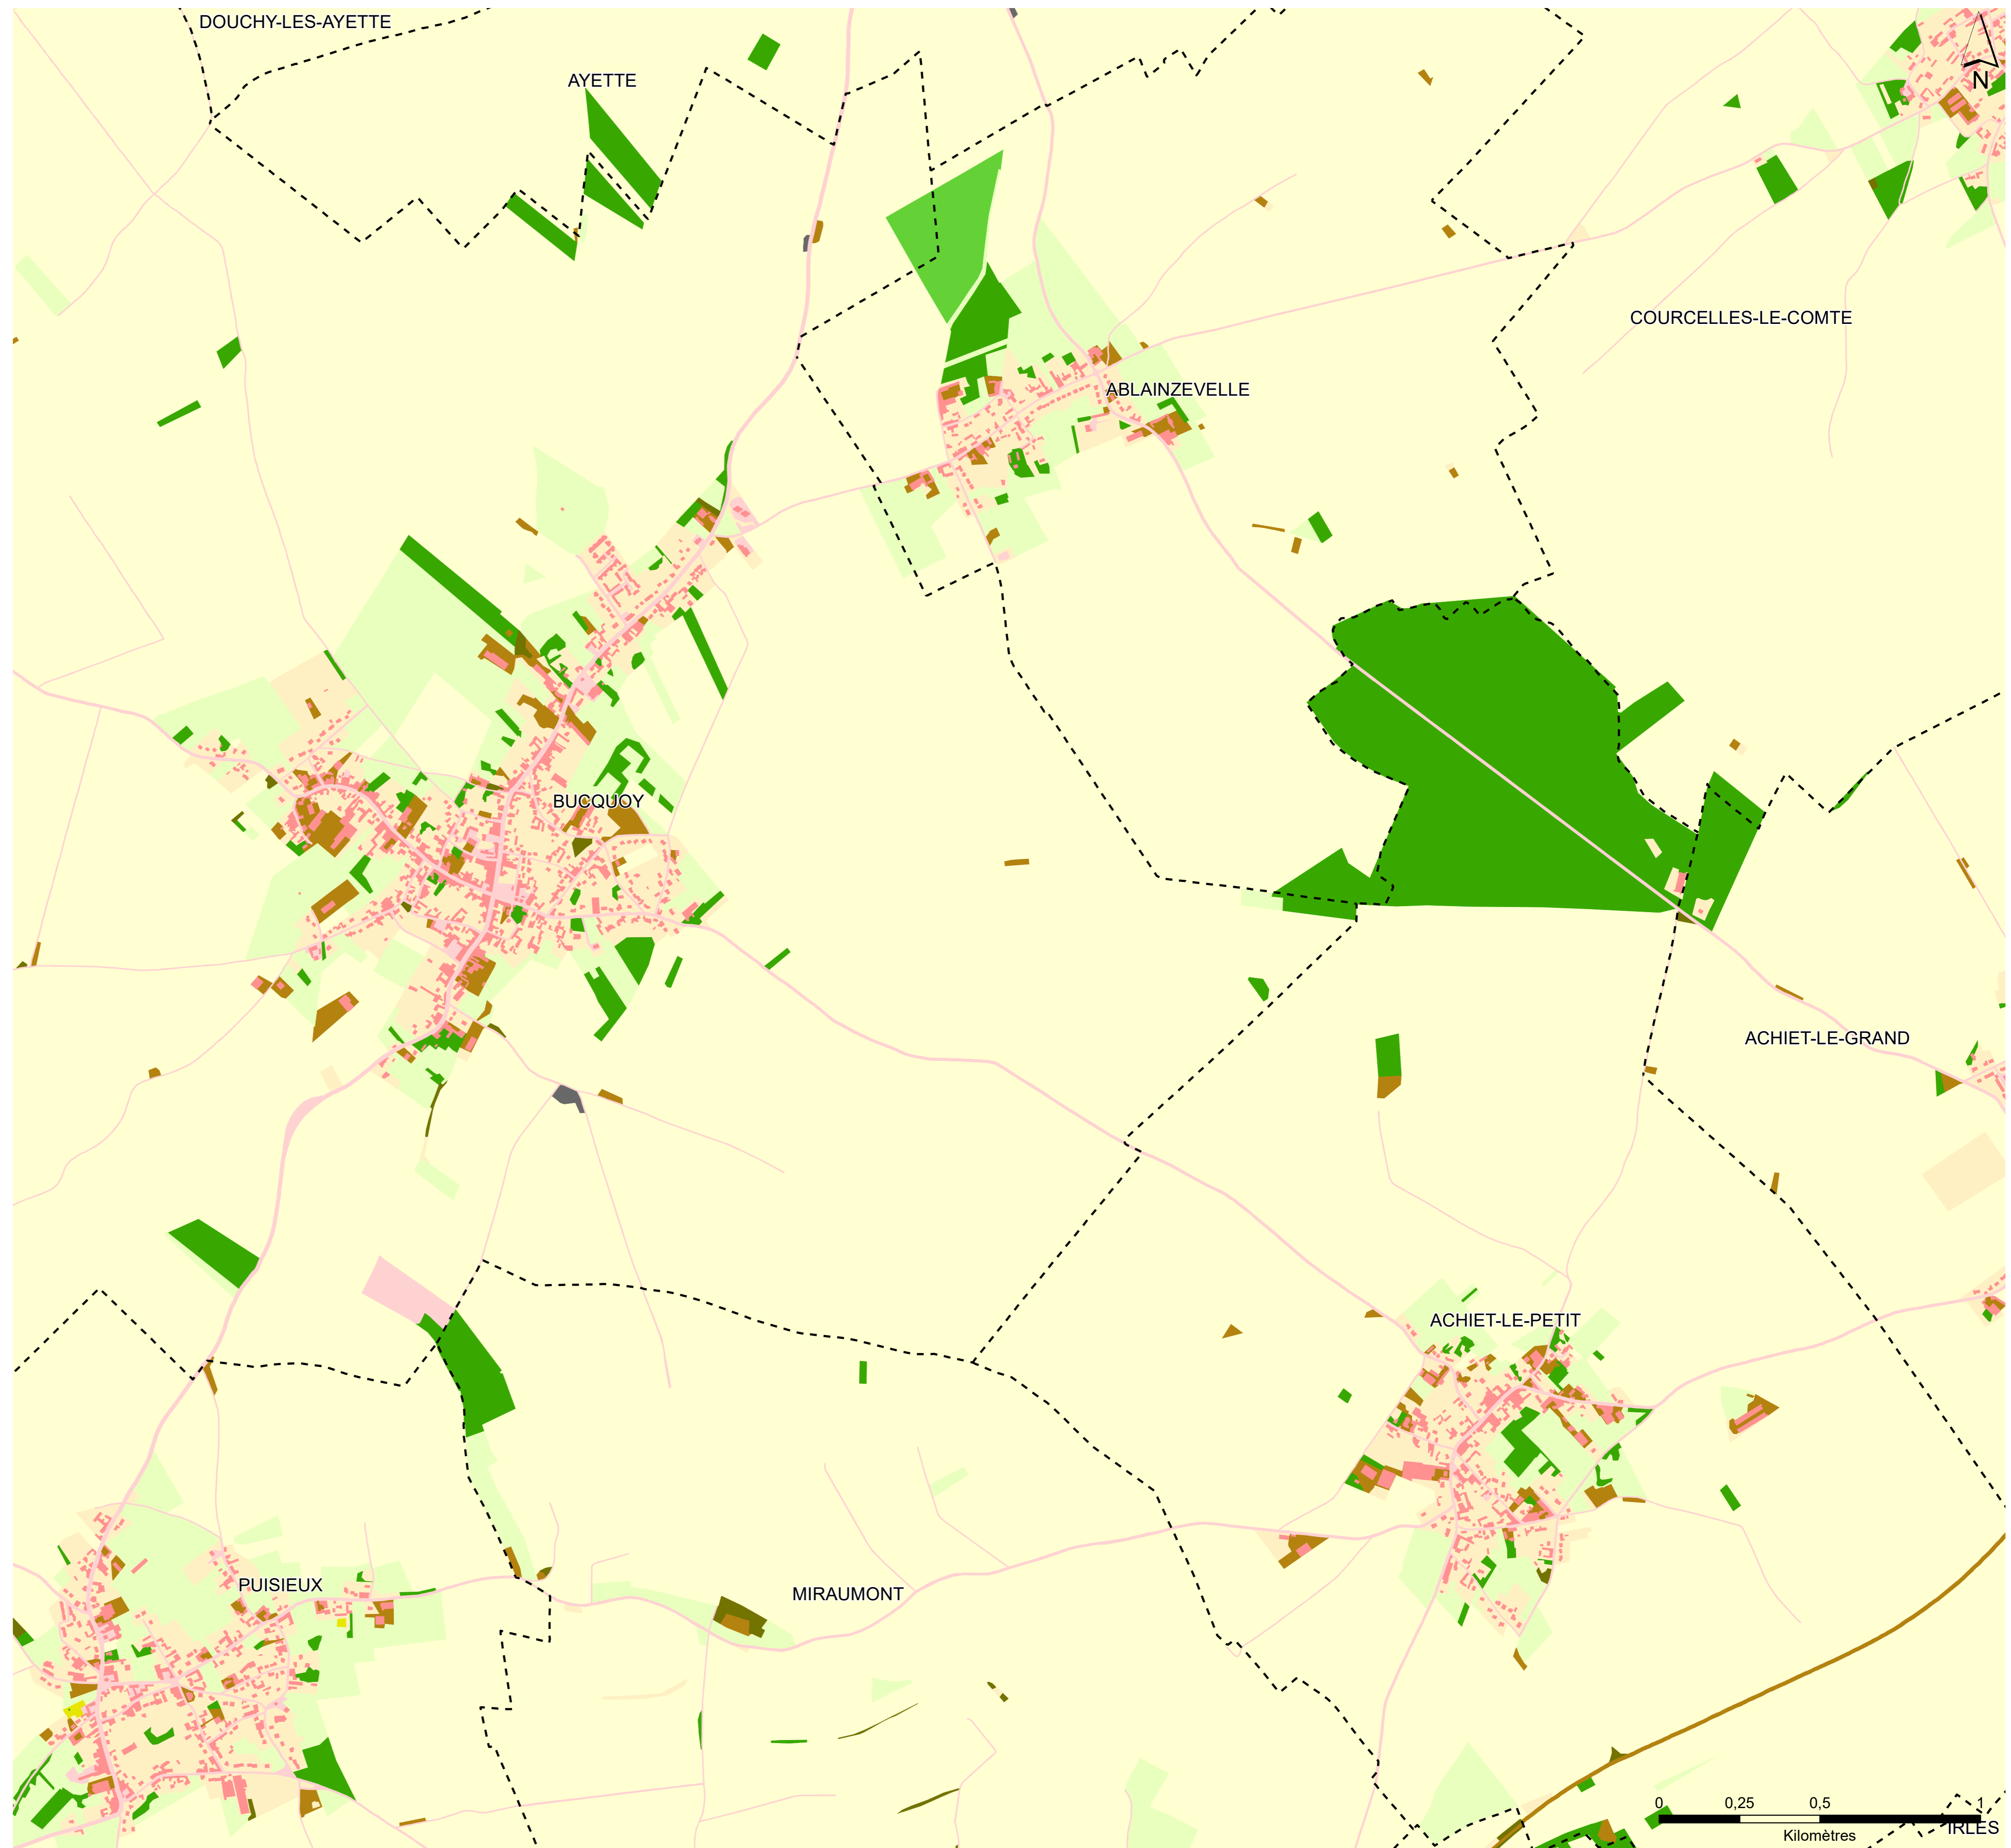 DOUCHY-LES-AYETTE
AYETTE
N
COURCELLES-LE-COMTE
ABLAINZEVELLE
BUCQUOY
ACHIET-LE-GRAND
ACHIET-LE-PETIT
PUISIEUX
MIRAUMONT
0 0,25 0,5 1
Kilomètres
IRLES